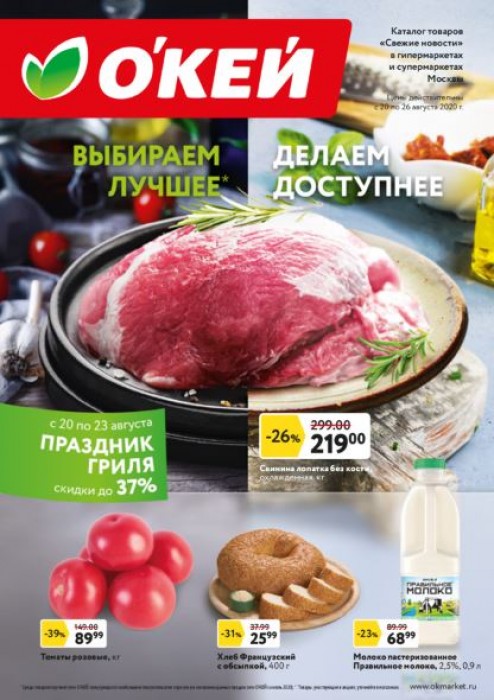 О'КЕЙ
Каталог товаров
«Свежие новости»
в гипермаркетах
и супермаркетах
Москвы
Цены действительны
с 20 по 26 августа 2020 г.
ВЫБИРАЕМ
ЛУЧШЕЕ*
ДЕЛАЕМ
ДОСТУПНЕЕ
с 20 по 23 августа
ПРАЗДНИК
ГРИЛЯ
скидки до 37%
-26%
299.00
219 00
Свинина лопатка без кости,
охлажденная, кг
ПРАВИЛЬНОЕ
МОЛОКО
-39%
149.00
89 99
Томаты розовые, кг
-31%
37.99
25 99
Хлеб Французский
с обсыпкой, 400 г
-23%
89.99
68 99
Молоко пастеризованное
Правильное молоко, 2,5%, 0,9 л
www.okmarket.ru